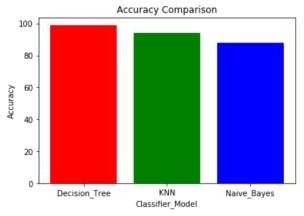 Accuracy Comparison
100
80
60
40
20
0
Accuracy
Decision_Tree KNN Naive_Bayes
Classifier_Model